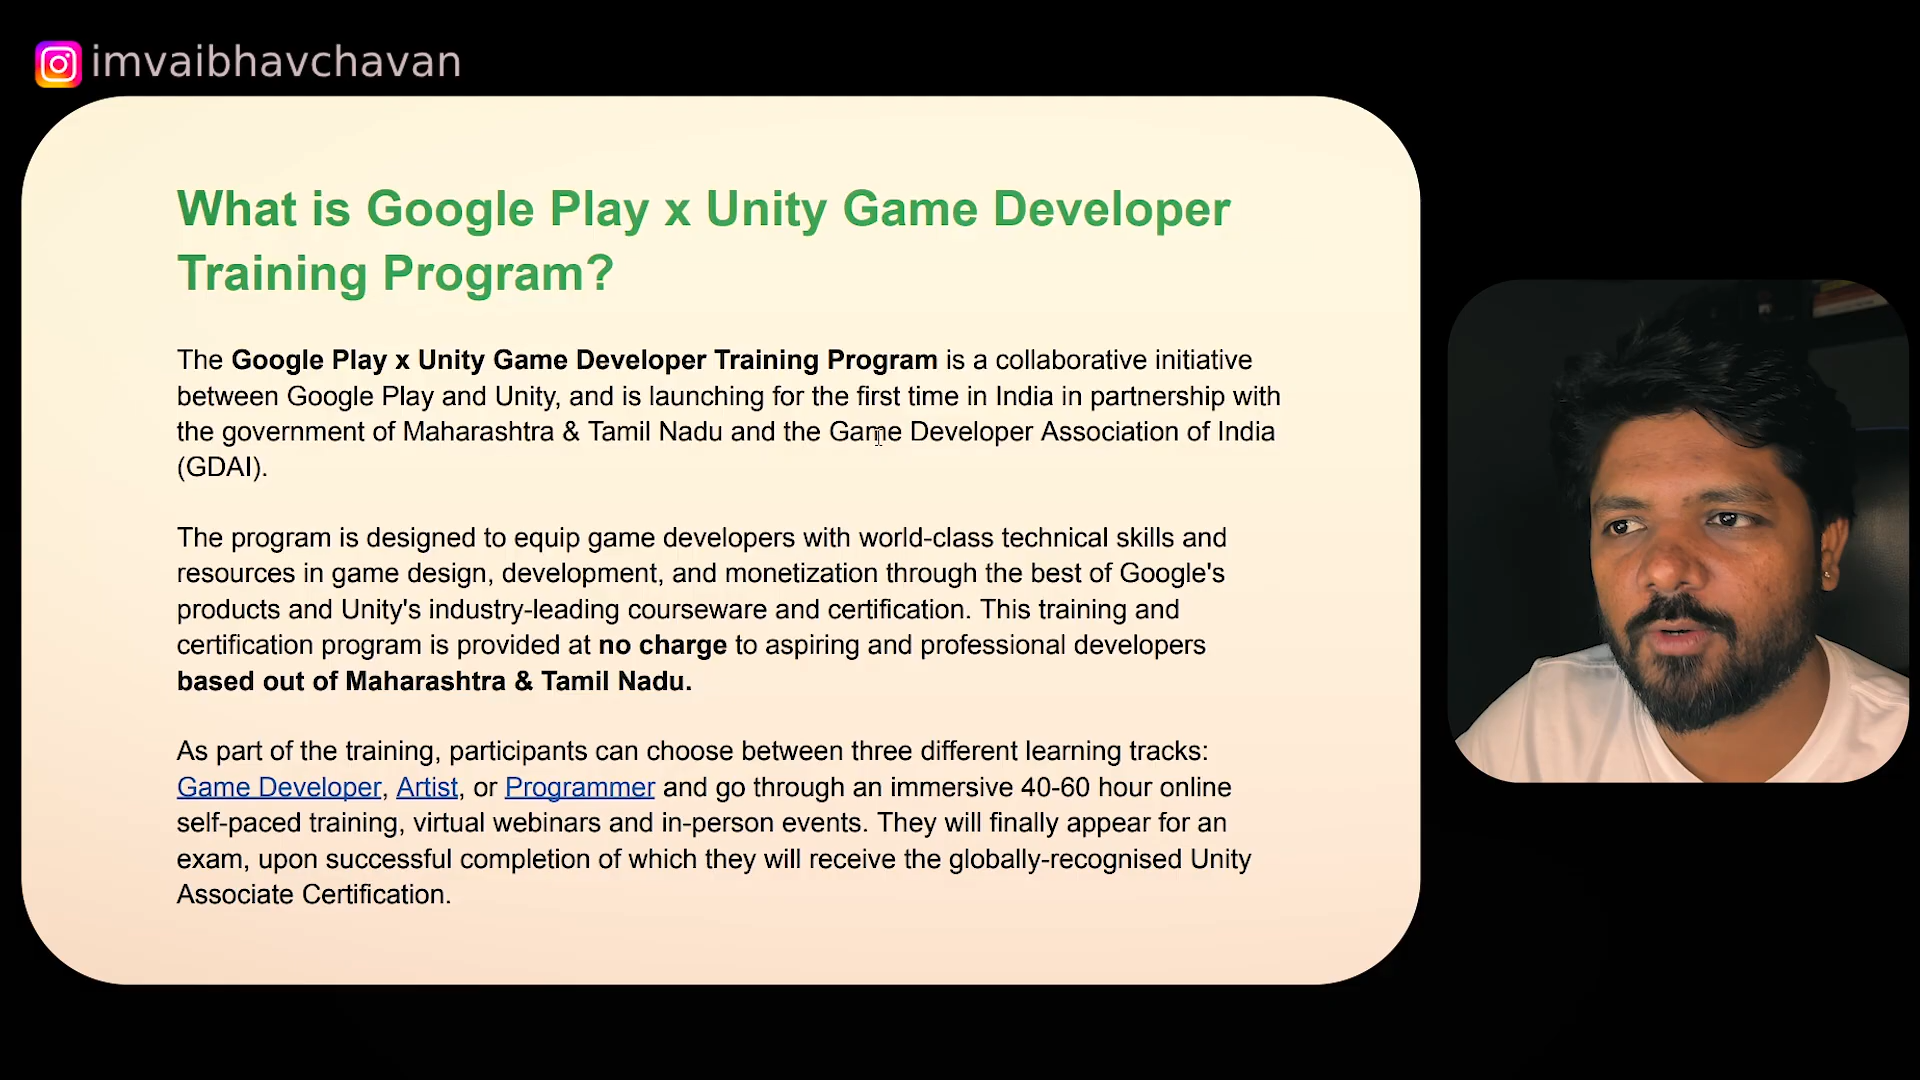 imvaibhavchavan
What is Google Play x Unity Game Developer
Training Program?
The Google Play x Unity Game Developer Training Program is a collaborative initiative
between Google Play and Unity, and is launching for the first time in India in partnership with
the government of Maharashtra & Tamil Nadu and the Game Developer Association of India
(GDAI).
The program is designed to equip game developers with world-class technical skills and
resources in game design, development, and monetization through the best of Google's
products and Unity's industry-leading courseware and certification. This training and
certification program is provided at no charge to aspiring and professional developers
based out of Maharashtra & Tamil Nadu.
As part of the training, participants can choose between three different learning tracks:
Game Developer, Artist, or Programmer and go through an immersive 40-60 hour online
self-paced training, virtual webinars and in-person events. They will finally appear for an
exam, upon successful completion of which they will receive the globally-recognised Unity
Associate Certification.